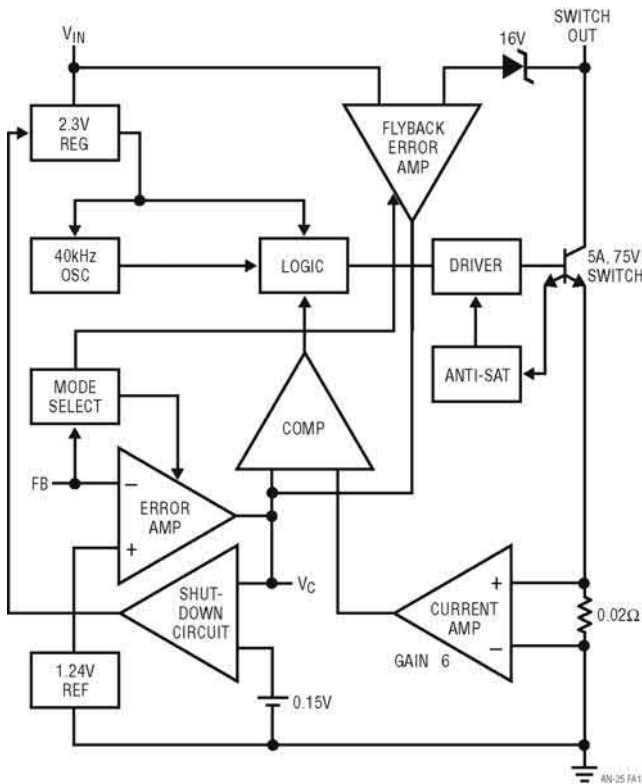 SWITCH
OUT
V_IN
16V
2.3V
REG
FLYBACK
ERROR
AMP
40kHz
OSC
LOGIC
DRIVER
5A, 75V
SWITCH
MODE
SELECT
ANTI-SAT
COMP
FB
−
ERROR
AMP
+
V_C
SHUT-
DOWN
CIRCUIT
+
CURRENT
AMP
−
0.02Ω
GAIN 6
1.24V
REF
0.15V
AN-25 FA1